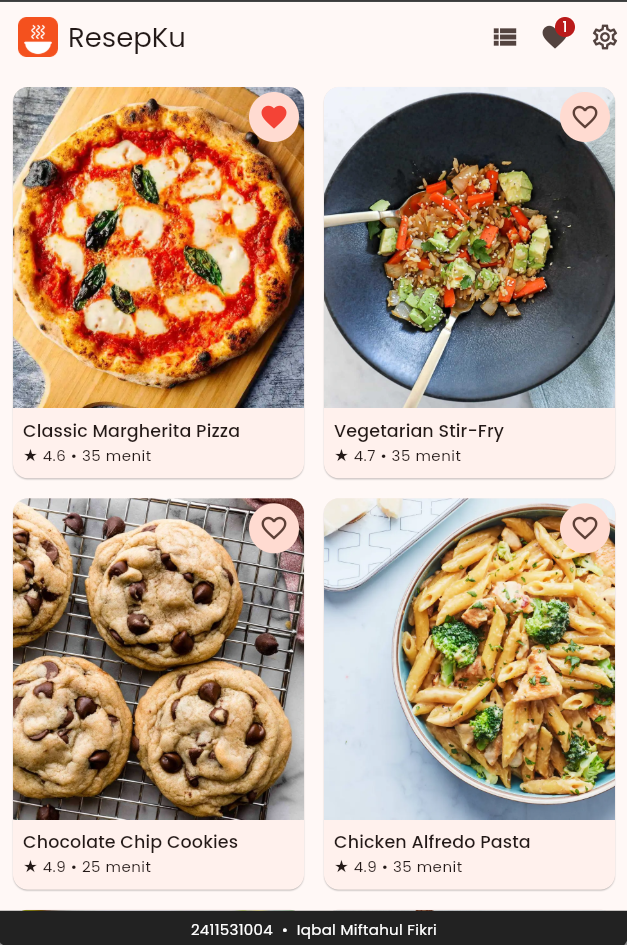 ResepKu
1
Classic Margherita Pizza
★ 4.6 • 35 menit
Vegetarian Stir-Fry
★ 4.7 • 35 menit
Chocolate Chip Cookies
★ 4.9 • 25 menit
Chicken Alfredo Pasta
★ 4.9 • 35 menit
2411531004 • Iqbal Miftahul Fikri